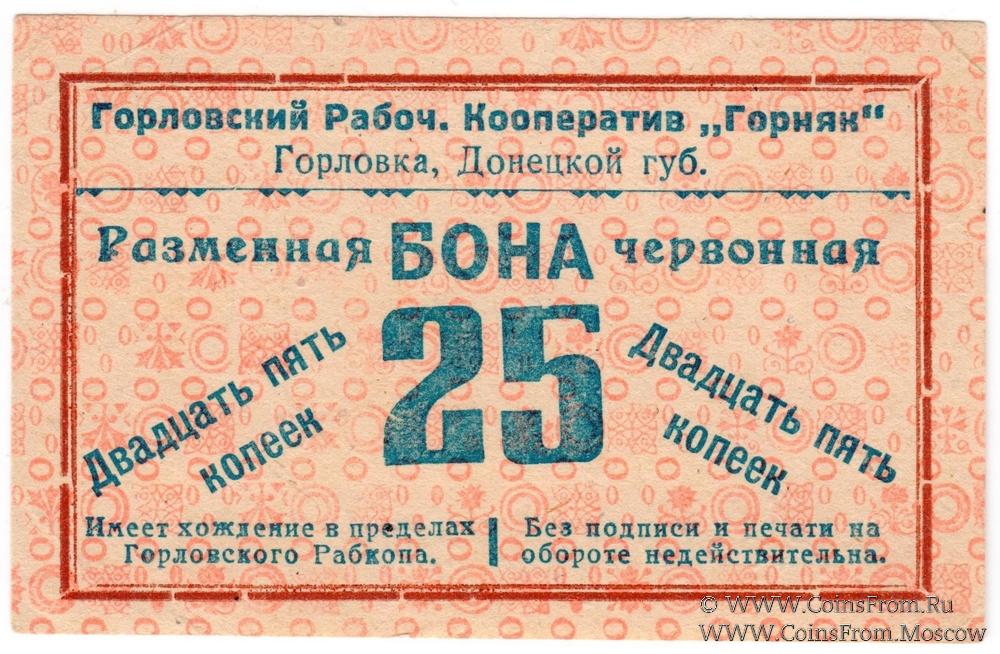 Горловский Рабоч. Кооператив „Горняк“
Горловка, Донецкой губ.
Разменная БОНА червонная
25
Двадцать пять
копеек
Двадцать пять
копеек
Имеет хождение в пределах
Горловского Рабкопа.
Без подписи и печати на
обороте недействительна.
© WWW.CoinsFrom.Ru
WWW.CoinsFrom.Moscow